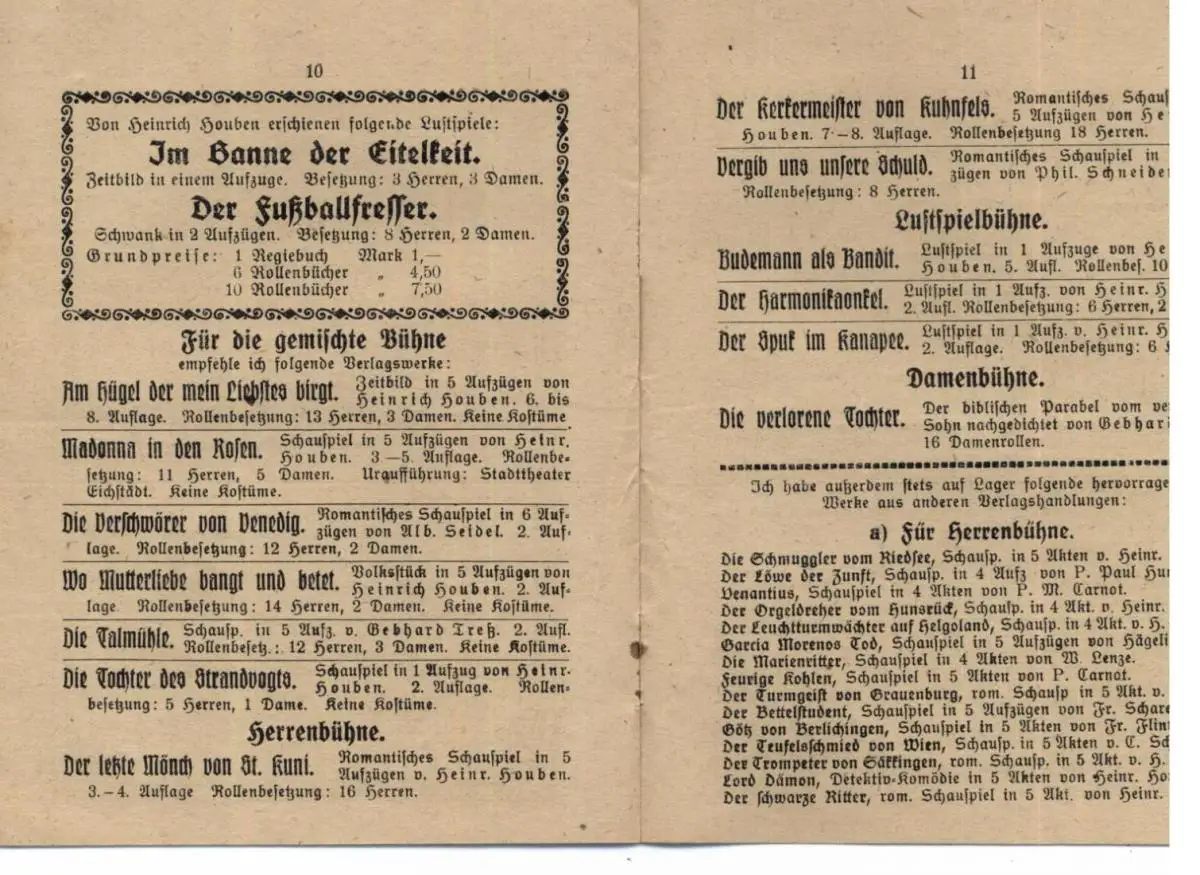 10
Von Heinrich Houben erschienen folgende Lustspiele:
Im Banne der Eitelkeit.
Zeitbild in einem Aufzuge. Besetzung: 3 Herren, 3 Damen.
Der Fußballfresser.
Schwank in 2 Aufzügen. Besetzung: 8 Herren, 2 Damen.
Grundpreise: 1 Regiebuch Mark 1,—
6 Rollenbücher „ 4,50
10 Rollenbücher „ 7,50
Für die gemischte Bühne
empfehle ich folgende Verlagswerke:
Am Hügel der mein Liebstes birgt. Zeitbild in 5 Aufzügen von
Heinrich Houben. 6. bis
8. Auflage. Rollenbesetzung: 13 Herren, 3 Damen. Keine Kostüme
Madonna in den Rosen. Schauspiel in 5 Aufzügen von Heinr.
Houben. 3—5. Auflage. Rollenbe-
setzung: 11 Herren, 5 Damen. Uraufführung: Stadttheater
Eichstädt. Keine Kostüme.
Die Verschwörer von Venedig. Romantisches Schauspiel in 6 Auf-
zügen von Alb. Seidel. 2. Auf-
lage. Rollenbesetzung: 12 Herren, 2 Damen.
Wo Mutterliebe bangt und betet. Volksstück in 5 Aufzügen von
Heinrich Houben. 2. Auf-
lage. Rollenbesetzung: 14 Herren, 2 Damen. Keine Kostüme.
Die Talmühle. Schausp. in 5 Aufz. v. Gebhard Treß. 2. Aufl.
Rollenbesetz.: 12 Herren, 3 Damen. Keine Kostüme.
Die Tochter des Strandvogts. Schauspiel in 1 Aufzug von Heinr.
Houben. 2. Auflage. Rollen-
besetzung: 5 Herren, 1 Dame. Keine Kostüme.
Herrenbühne.
Der letzte Mönch von St. Kuni. Romantisches Schauspiel in 5
Aufzügen v. Heinr. Houben.
3.—4. Auflage Rollenbesetzung: 16 Herren.
11
Der Kerkermeister von Kuhnfels. Romantisches Schaus
5 Aufzügen von He
Houben. 7—8. Auflage. Rollenbesetzung 18 Herren.
Vergib uns unsere Schuld. Romantisches Schauspiel in
zügen von Phil. Schneide
Rollenbesetzung: 8 Herren.
Lustspielbühne.
Budemann als Bandit. Lustspiel in 1 Aufzuge von He
Houben. 5. Aufl. Rollenbes. 10
Der Harmonikaonkel. Lustspiel in 1 Aufz. von Heinr. H
2. Aufl. Rollenbesetzung: 6 Herren, 2
Der Spuk im Kanapee. Lustspiel in 1 Aufz. v. Heinr. H
2. Auflage. Rollenbesetzung: 6
Damenbühne.
Die verlorene Tochter. Der biblischen Parabel vom ve
Sohn nachgedichtet von Gebhar
16 Damenrollen.
Ich habe außerdem stets auf Lager folgende hervorrage
Werke aus anderen Verlagshandlungen:
a) Für Herrenbühne.
Die Schmuggler vom Riedsee, Schausp. in 5 Akten v. Heinr.
Der Löwe der Zunft, Schausp. in 4 Aufz von P. Paul Hu
Venantius, Schauspiel in 4 Akten von P. M. Carnot.
Der Orgeldreher vom Hunsrück, Schausp. in 4 Akt. v. Heinr.
Der Leuchtturmwächter auf Helgoland, Schausp. in 4 Akt. v. H.
Garcia Morenos Tod, Schauspiel in 5 Aufzügen von Hägeli
Die Marienritter, Schauspiel in 4 Akten von W. Lenze.
Feurige Kohlen, Schauspiel in 5 Akten von P. Carnot.
Der Turmgeist von Grauenburg, rom. Schausp in 5 Akt. v.
Der Bettelstudent, Schauspiel in 5 Aufzügen von Fr. Schare
Götz von Berlichingen, Schauspiel in 5 Akten von Fr. Flin
Der Teufelsschmied von Wien, Schausp. in 5 Akten v. C. Sch
Der Trompeter von Säkkingen, rom. Schausp. in 5 Akt. v. H.
Lord Dámon, Detektiv-Komödie in 5 Akten von Heinr. Ho
Der schwarze Ritter, rom. Schauspiel in 5 Akt. von Heinr.